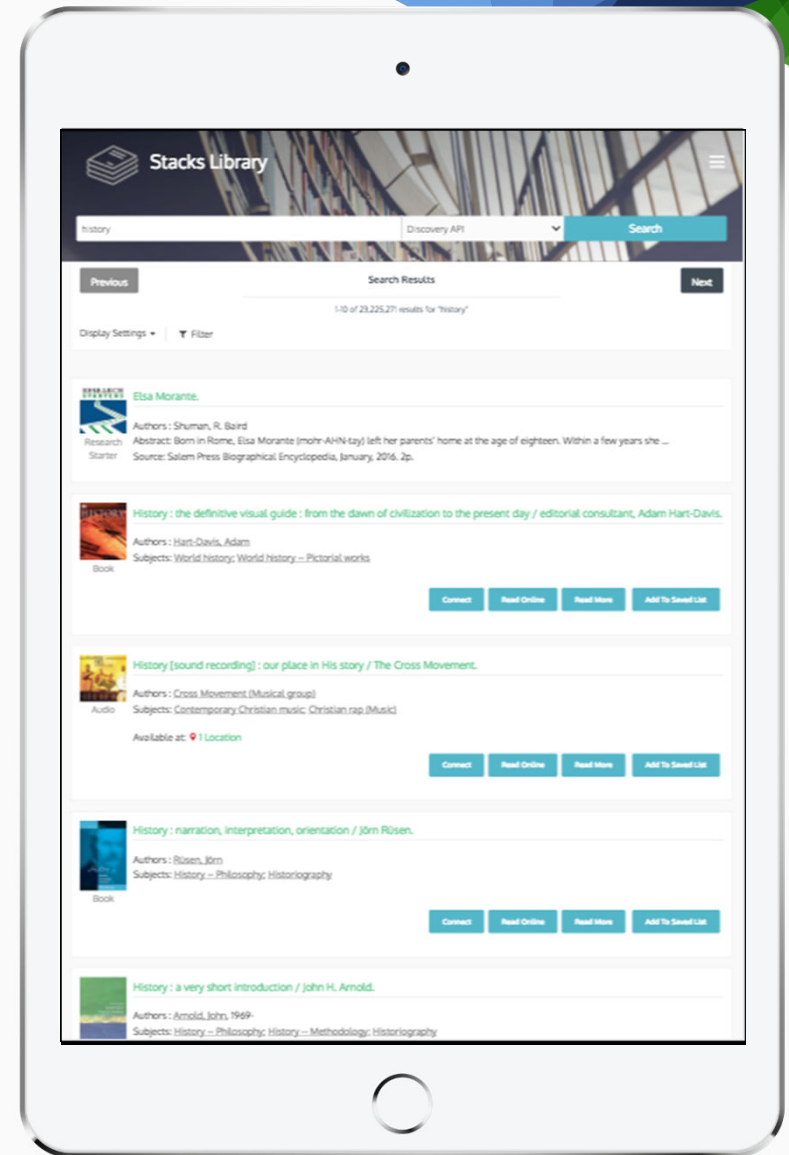 Stacks Library
history Discovery API Search
Previous Search Results Next
1-10 of 23,225,271 results for "history"
Display Settings Filter
RESEARCH STARTERS
Elsa Morante.
Authors : Shuman, R. Baird
Research Starter
Abstract: Born in Rome, Elsa Morante (mohr-AHN-tay) left her parents' home at the age of eighteen. Within a few years she ...
Source: Salem Press Biographical Encyclopedia, January, 2016. 2p.
HISTORY
History : the definitive visual guide : from the dawn of civilization to the present day / editorial consultant, Adam Hart-Davis.
Authors : Hart-Davis, Adam
Subjects: World history; World history -- Pictorial works
Book
Connect Read Online Read More Add To Saved List
History [sound recording] : our place in His story / The Cross Movement.
Authors : Cross Movement (Musical group)
Audio
Subjects: Contemporary Christian music; Christian rap (Music)
Available at: 1 Location
Connect Read Online Read More Add To Saved List
History : narration, interpretation, orientation / Jörn Rüsen.
Authors : Rüsen, Jörn
Subjects: History -- Philosophy; Historiography
Book
Connect Read Online Read More Add To Saved List
History : a very short introduction / John H. Arnold.
Authors : Arnold, John, 1969-
Subjects: History -- Philosophy; History -- Methodology; Historiography